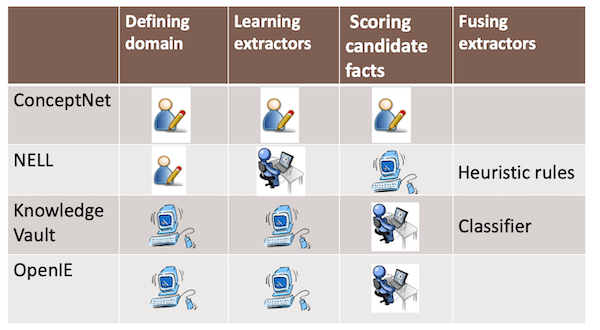 Defining
domain
Learning
extractors
Scoring
candidate
facts
Fusing
extractors
ConceptNet
NELL
Heuristic rules
Knowledge
Vault
Classifier
OpenIE